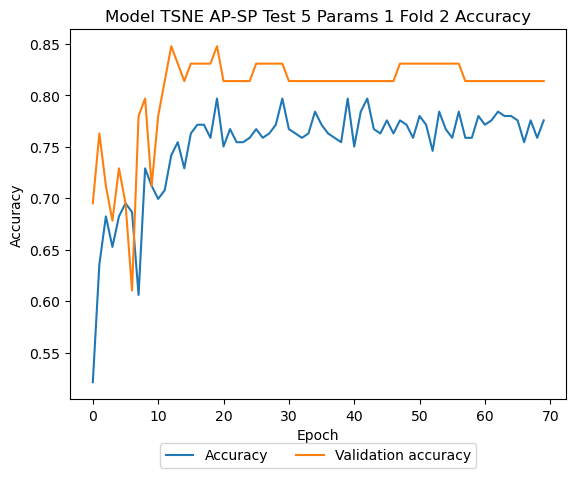 Model TSNE AP-SP Test 5 Params 1 Fold 2 Accuracy
0.85
0.80
0.75
0.70
0.65
0.60
0.55
Accuracy
0 10 20 30 40 50 60 70
Epoch
Accuracy Validation accuracy